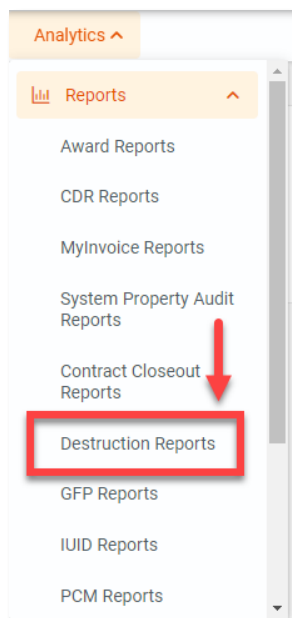 Analytics
Reports
Award Reports
CDR Reports
MyInvoice Reports
System Property Audit
Reports
Contract Closeout
Reports
Destruction Reports
GFP Reports
IUID Reports
PCM Reports